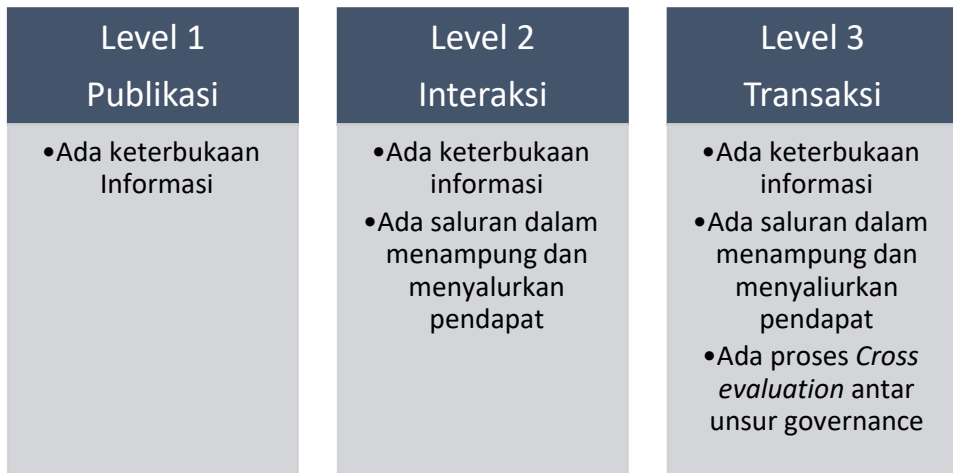 Level 1
Publikasi
•Ada keterbukaan
Informasi
Level 2
Interaksi
•Ada keterbukaan
informasi
•Ada saluran dalam
menampung dan
menyalurkan
pendapat
Level 3
Transaksi
•Ada keterbukaan
informasi
•Ada saluran dalam
menampung dan
menyaliurkan
pendapat
•Ada proses Cross
evaluation antar
unsur governance